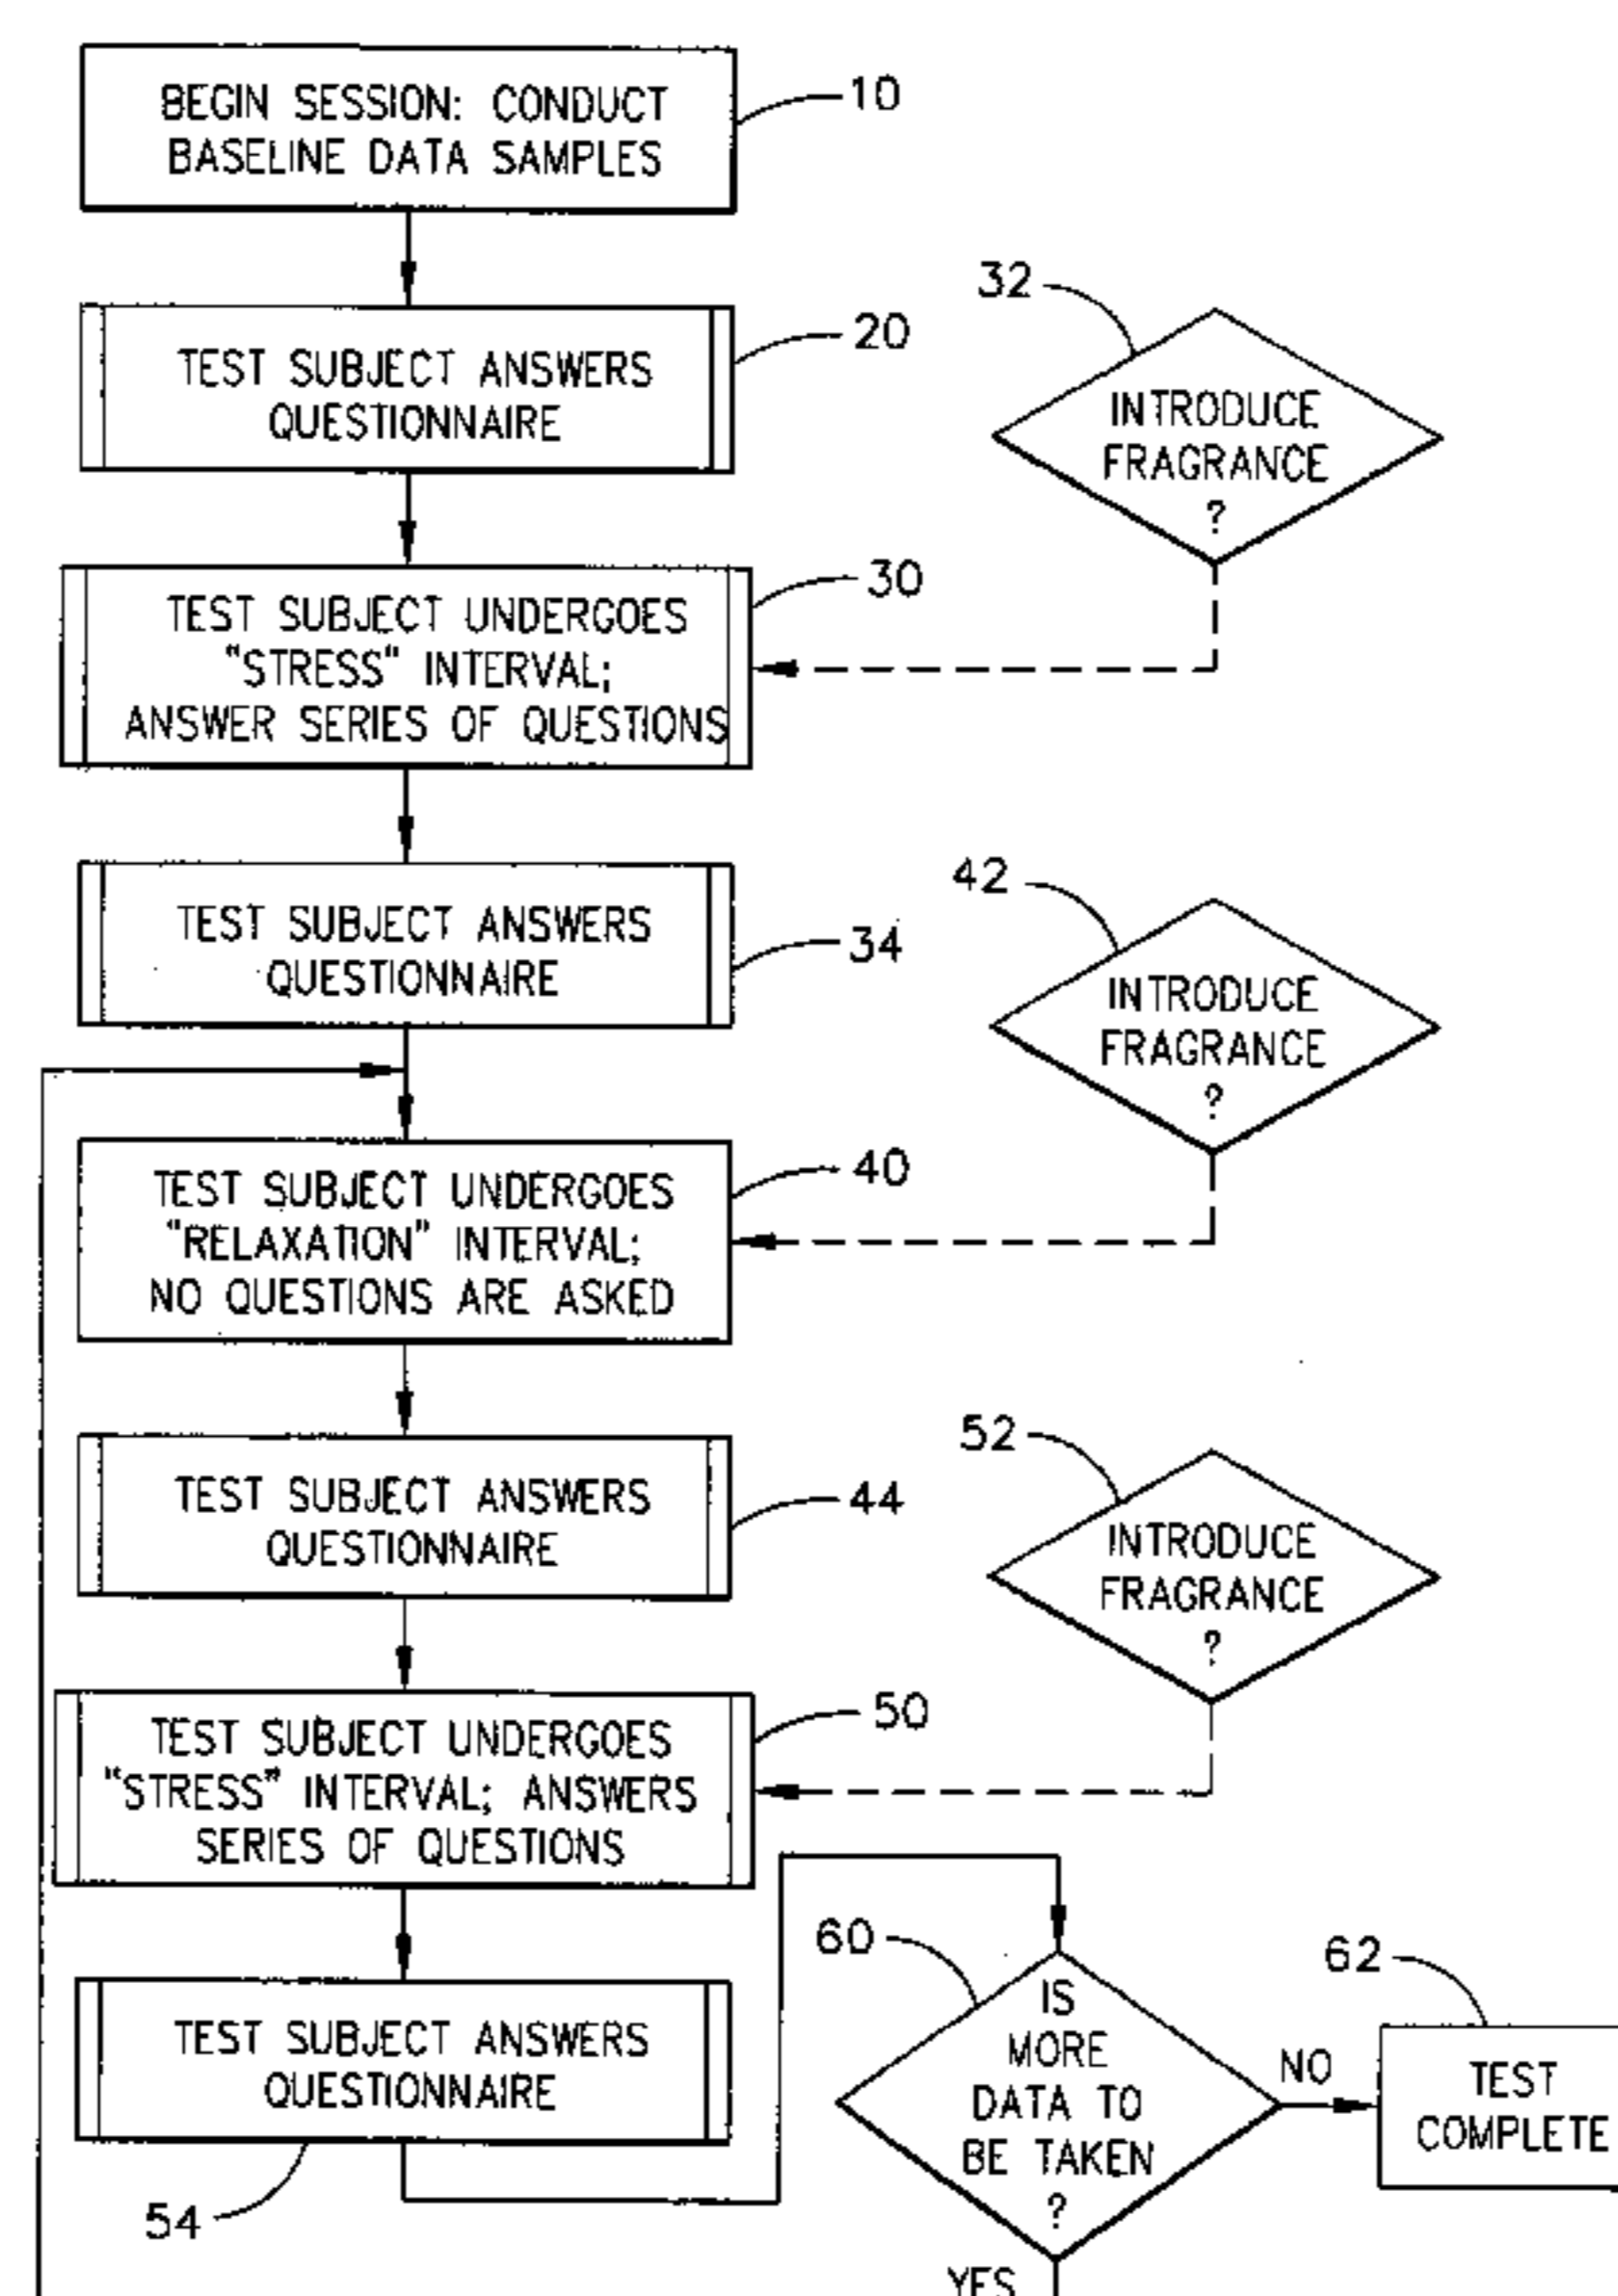 BEGIN SESSION: CONDUCT
BASELINE DATA SAMPLES
10
TEST SUBJECT ANSWERS
QUESTIONNAIRE
20
32
INTRODUCE
FRAGRANCE
?
TEST SUBJECT UNDERGOES
"STRESS" INTERVAL;
ANSWER SERIES OF QUESTIONS
30
TEST SUBJECT ANSWERS
QUESTIONNAIRE
34
42
INTRODUCE
FRAGRANCE
?
TEST SUBJECT UNDERGOES
"RELAXATION" INTERVAL;
NO QUESTIONS ARE ASKED
40
TEST SUBJECT ANSWERS
QUESTIONNAIRE
44
52
INTRODUCE
FRAGRANCE
?
TEST SUBJECT UNDERGOES
"STRESS" INTERVAL; ANSWERS
SERIES OF QUESTIONS
50
TEST SUBJECT ANSWERS
QUESTIONNAIRE
54
60
IS
MORE
DATA TO
BE TAKEN
?
NO
62
TEST
COMPLETE
YES